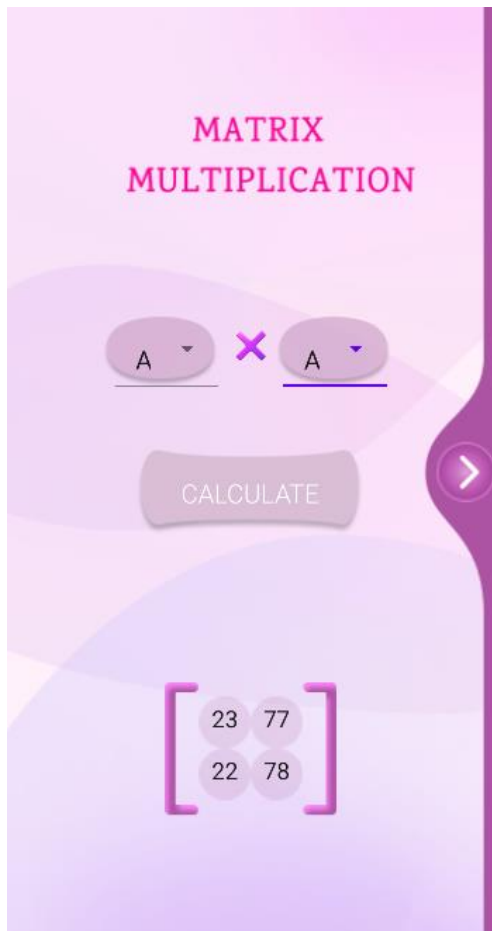 MATRIX
MULTIPLICATION
A A
CALCULATE
23 77
22 78